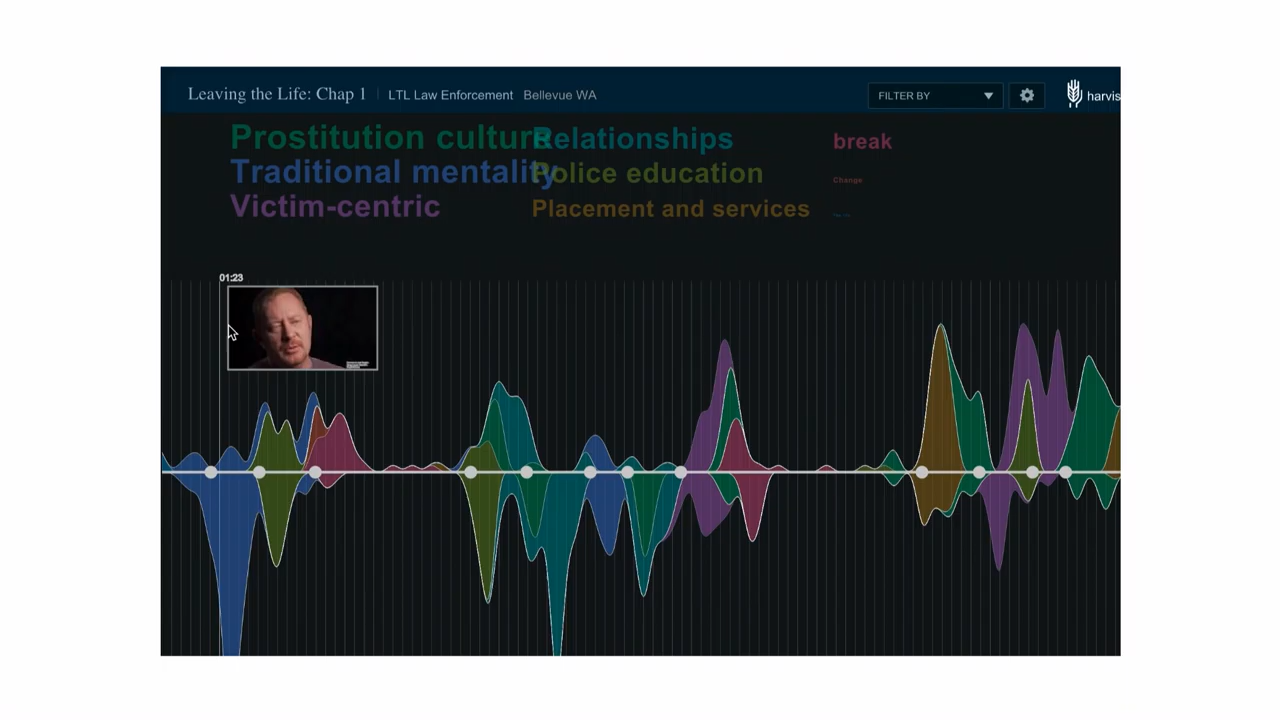 Leaving the Life: Chap 1 LTL Law Enforcement Bellevue WA FILTER BY harvis
Prostitution culture Relationships break
Traditional mentality Police education Change
Victim-centric Placement and services
01:23